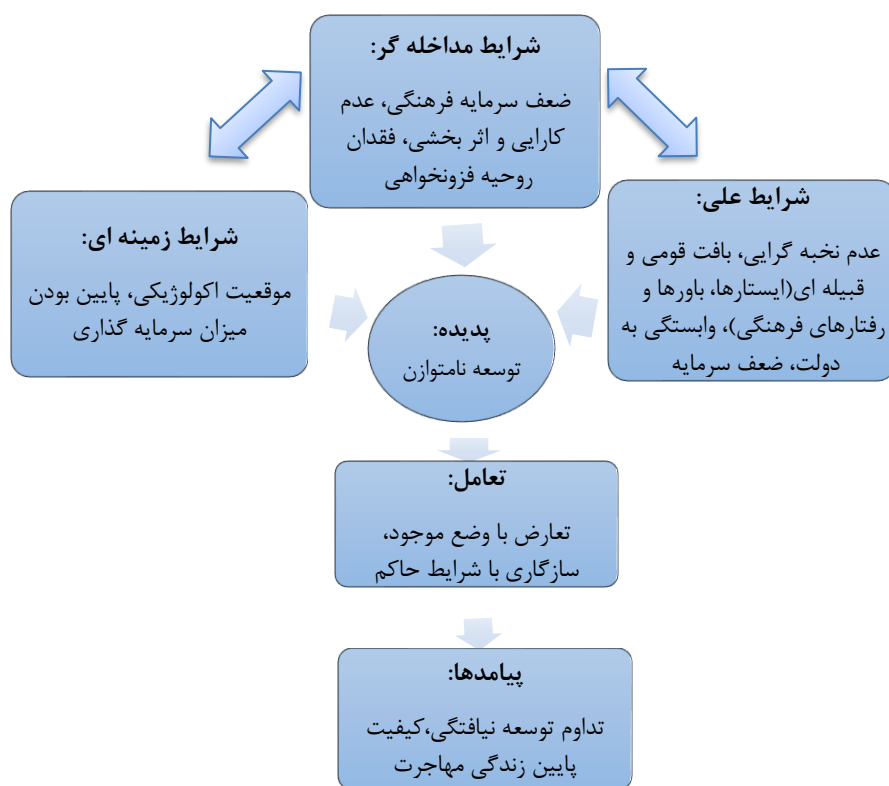 شرایط مداخله گر:
ضعف سرمایه فرهنگی، عدم
کارایی و اثر بخشی، فقدان
روحیه فزونخواهی
شرایط علی:
عدم نخبه گرایی، بافت قومی و
قبیله ای(ایستارها، باورها و
رفتارهای فرهنگی)، وابستگی به
دولت، ضعف سرمایه
شرایط زمینه ای:
موقعیت اکولوژیکی، پایین بودن
میزان سرمایه گذاری
پدیده:
توسعه نامتوازن
تعامل:
تعارض با وضع موجود،
سازگاری با شرایط حاکم
پیامدها:
تداوم توسعه نیافتگی،کیفیت
پایین زندگی مهاجرت